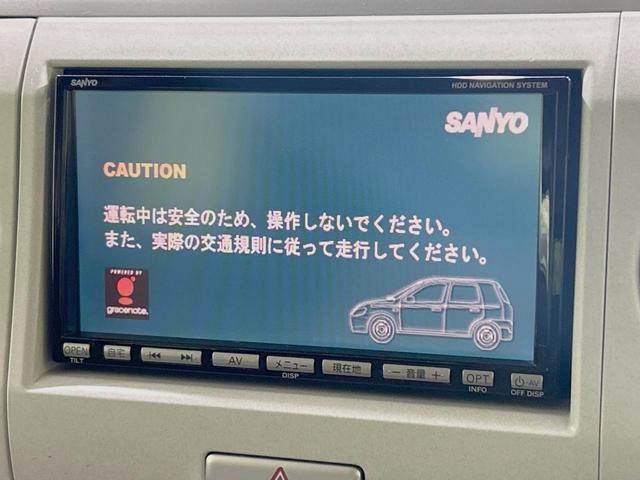 SANYO
HDD NAVIGATION SYSTEM
SANYO
CAUTION
運転中は安全のため、操作しないでください。
また、実際の交通規則に従って走行してください。
POWERED BY
gracenote.
OPEN 自宅 AV メニュー 現在地 － 音量 ＋ OPT ・AV
TILT DISP INFO OFF DISP